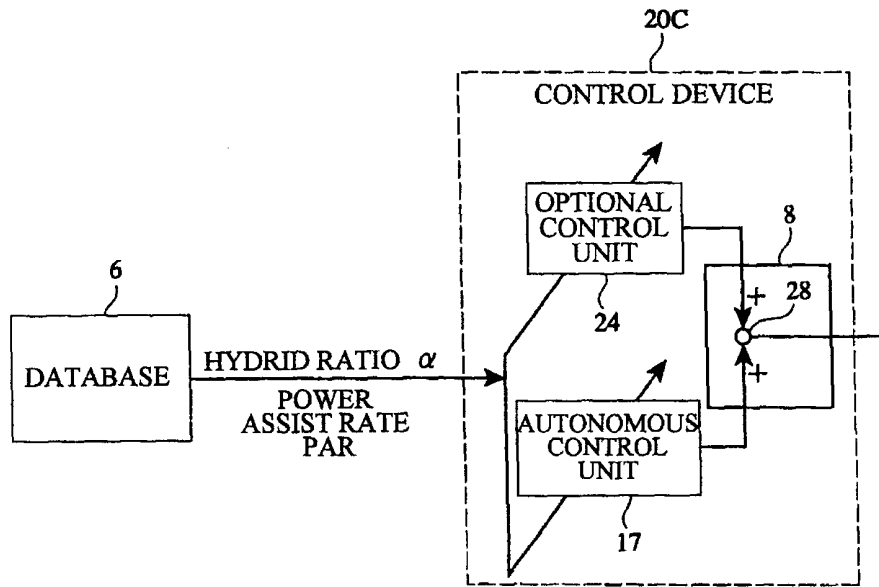 20C
CONTROL DEVICE
OPTIONAL
CONTROL
UNIT
24
8
+
28
+
6
DATABASE
HYDRID RATIO α
POWER
ASSIST RATE
PAR
AUTONOMOUS
CONTROL
UNIT
17